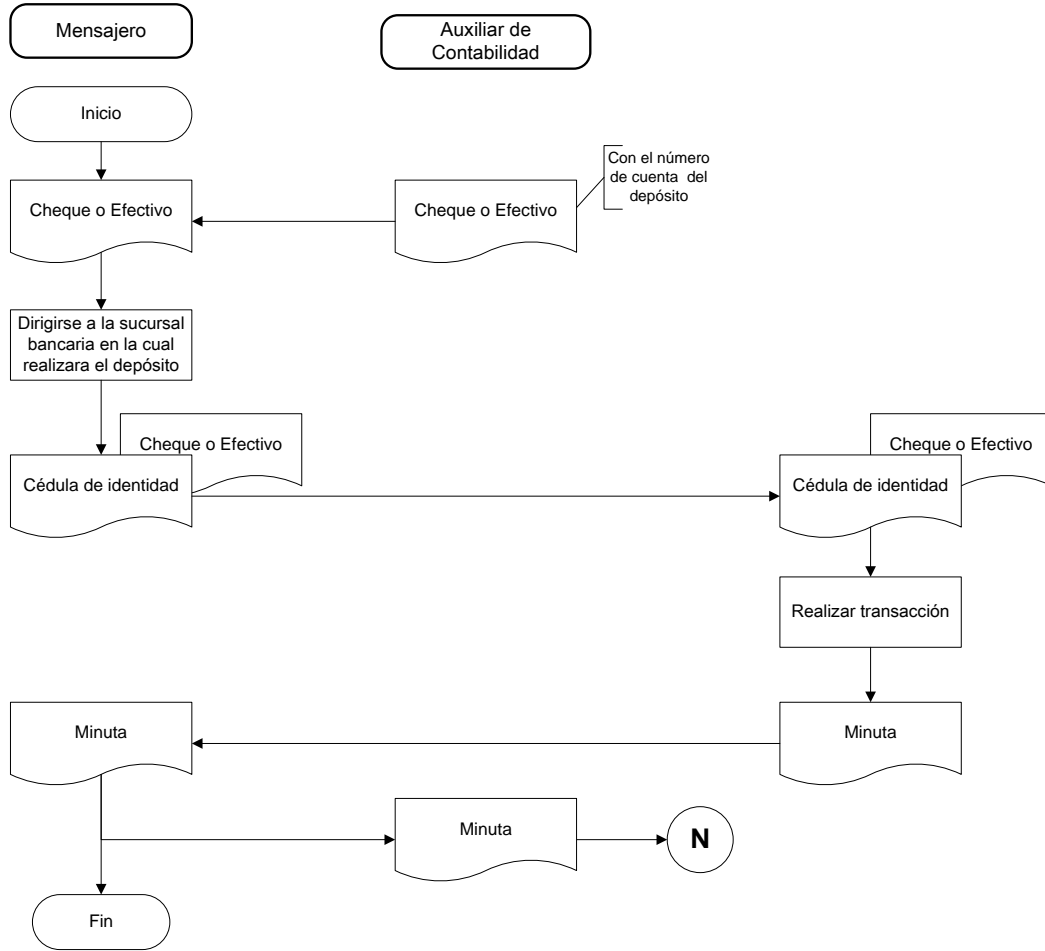 Mensajero
Auxiliar de
Contabilidad
Inicio
Con el número
de cuenta del
depósito
Cheque o Efectivo
Cheque o Efectivo
Dirigirse a la sucursal
bancaria en la cual
realizara el depósito
Cheque o Efectivo
Cheque o Efectivo
Cédula de identidad
Cédula de identidad
Realizar transacción
Minuta
Minuta
Minuta
N
Fin